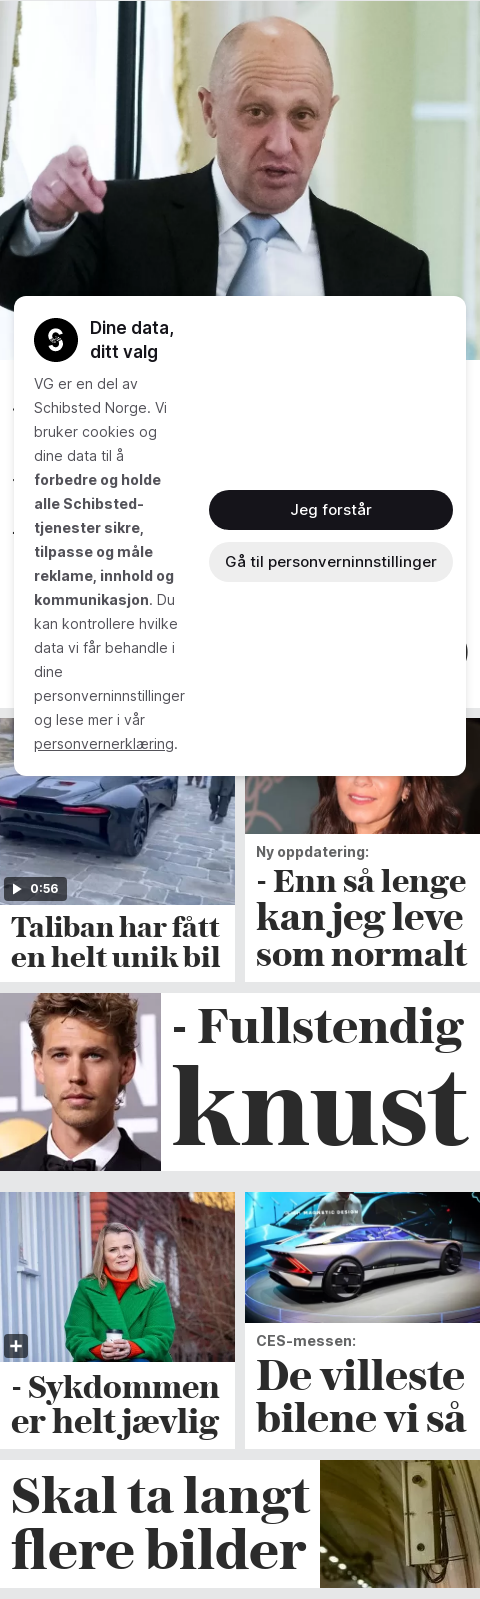 Dine data,
ditt valg
VG er en del av
Schibsted Norge. Vi
bruker cookies og
dine data til å
forbedre og holde
alle Schibsted-
tjenester sikre,
tilpasse og måle
reklame, innhold og
kommunikasjon. Du
kan kontrollere hvilke
data vi får behandle i
dine
personverninnstillinger
og lese mer i vår
personvernerklæring.
Jeg forstår
Gå til personverninnstillinger
0:56
Taliban har fått
en helt unik bil
Ny oppdatering:
- Enn så lenge
kan jeg leve
som normalt
- Fullstendig
knust
- Sykdommen
er helt jævlig
MAGNETIC DESIGN
CES-messen:
De villeste
bilene vi så
Skal ta langt
flere bilder